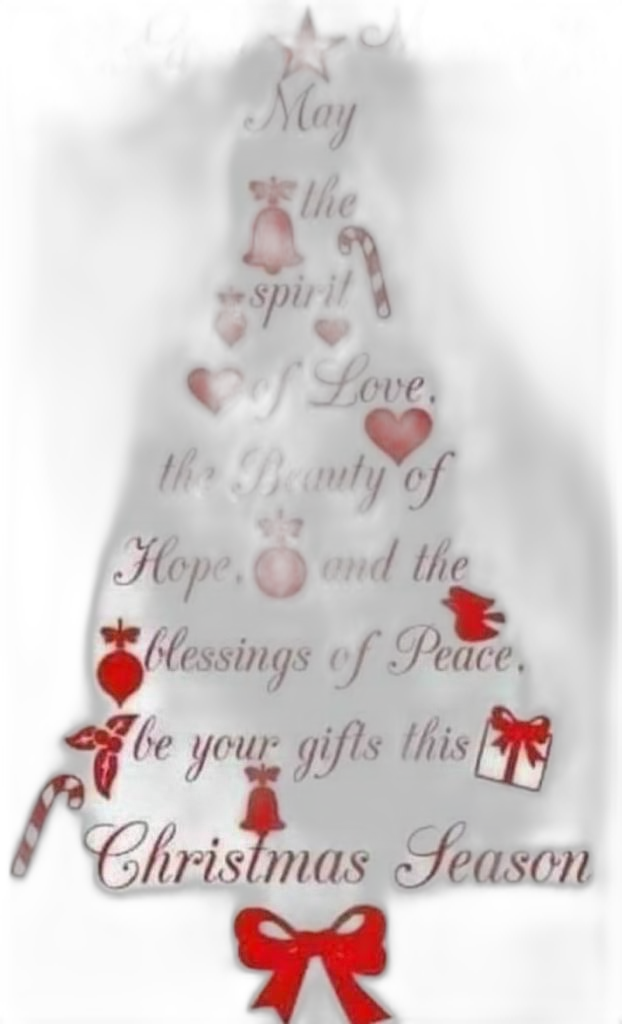 May
the
spirit
of Love,
the Beauty of
Hope, and the
blessings of Peace,
be your gifts this
Christmas Season